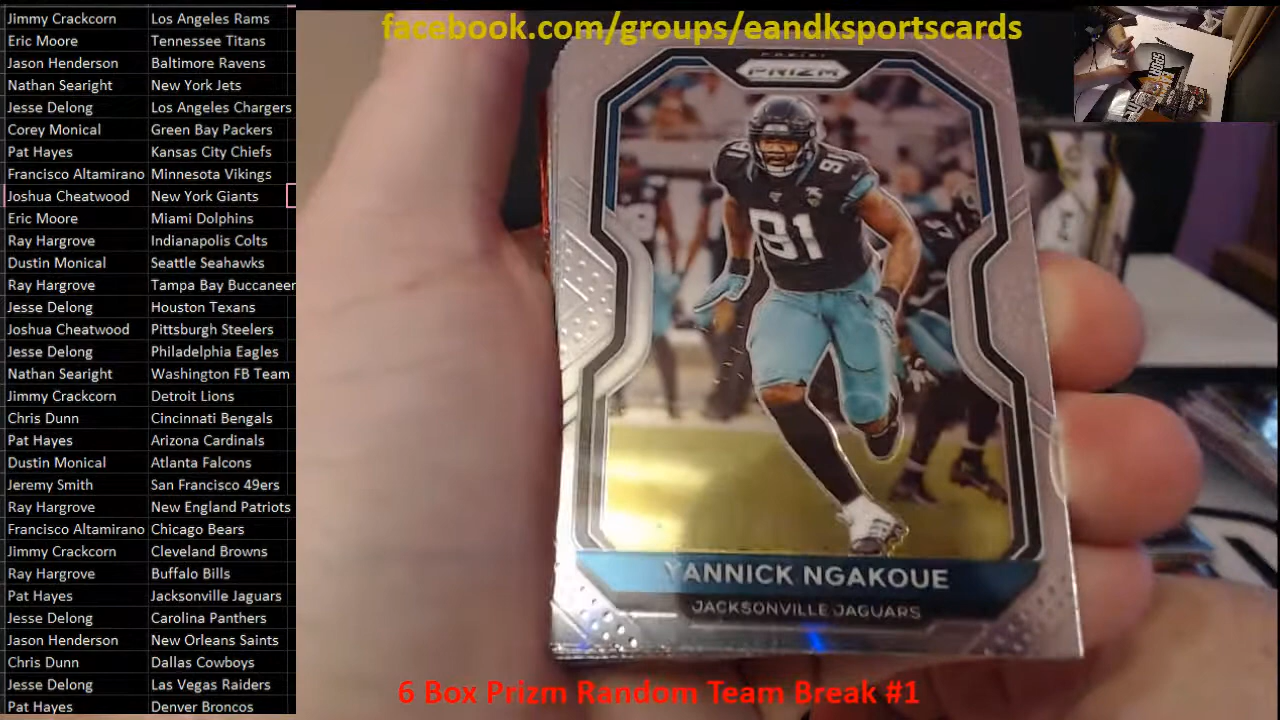 Jimmy Crackcorn Los Angeles Rams
Eric Moore Tennessee Titans
Jason Henderson Baltimore Ravens
Nathan Searight New York Jets
Jesse Delong Los Angeles Chargers
Corey Monical Green Bay Packers
Pat Hayes Kansas City Chiefs
Francisco Altamirano Minnesota Vikings
Joshua Cheatwood New York Giants
Eric Moore Miami Dolphins
Ray Hargrove Indianapolis Colts
Dustin Monical Seattle Seahawks
Ray Hargrove Tampa Bay Buccaneer
Jesse Delong Houston Texans
Joshua Cheatwood Pittsburgh Steelers
Jesse Delong Philadelphia Eagles
Nathan Searight Washington FB Team
Jimmy Crackcorn Detroit Lions
Chris Dunn Cincinnati Bengals
Pat Hayes Arizona Cardinals
Dustin Monical Atlanta Falcons
Jeremy Smith San Francisco 49ers
Ray Hargrove New England Patriots
Francisco Altamirano Chicago Bears
Jimmy Crackcorn Cleveland Browns
Ray Hargrove Buffalo Bills
Pat Hayes Jacksonville Jaguars
Jesse Delong Carolina Panthers
Jason Henderson New Orleans Saints
Chris Dunn Dallas Cowboys
Jesse Delong Las Vegas Raiders
Pat Hayes Denver Broncos
facebook.com/groups/eandksportscards
PANINI
PRIZM
91
91
YANNICK NGAKOUE
JACKSONVILLE JAGUARS
6 Box Prizm Random Team Break #1